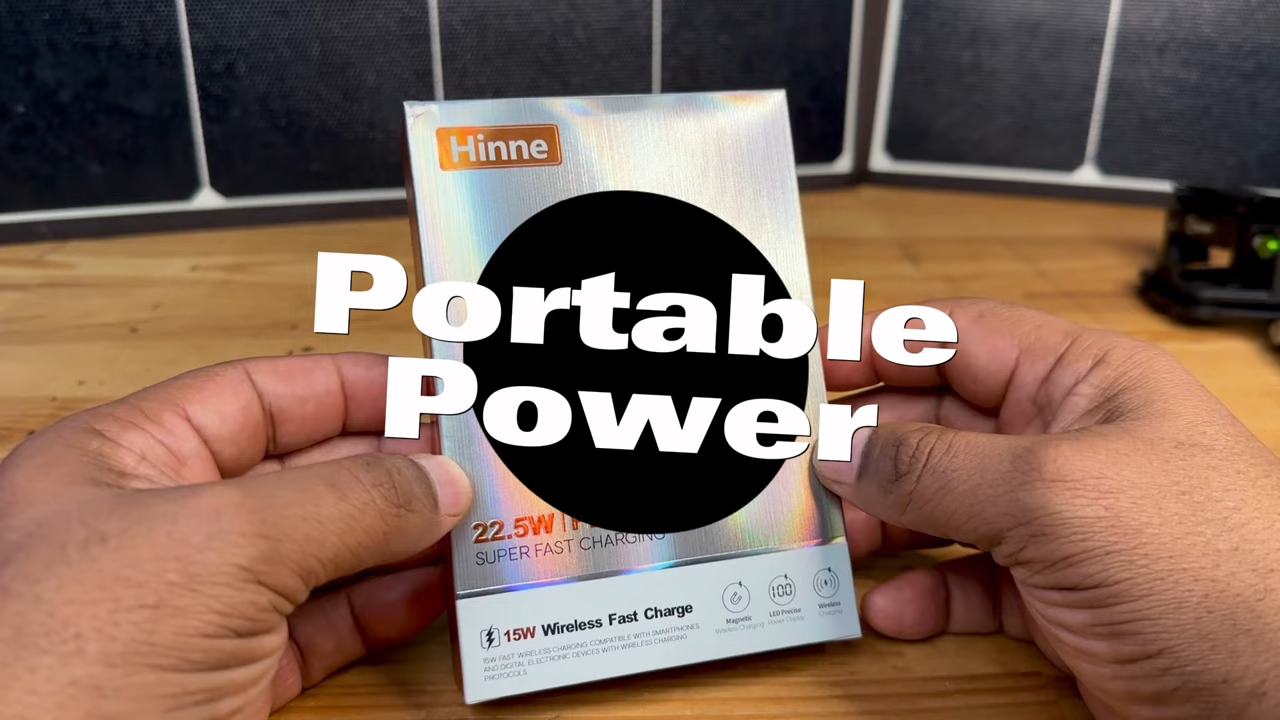 Hinne
Portable
Power
22.5W
SUPER FAST CHARGING
15W Wireless Fast Charge
15W FAST WIRELESS CHARGING COMPATIBLE WITH SMARTPHONES
AND DIGITAL ELECTRONIC DEVICES WITH WIRELESS CHARGING
PROTOCOLS.
Magnetic
Wireless Charging
100
LED Precise
Power Display
Wireless
Charging